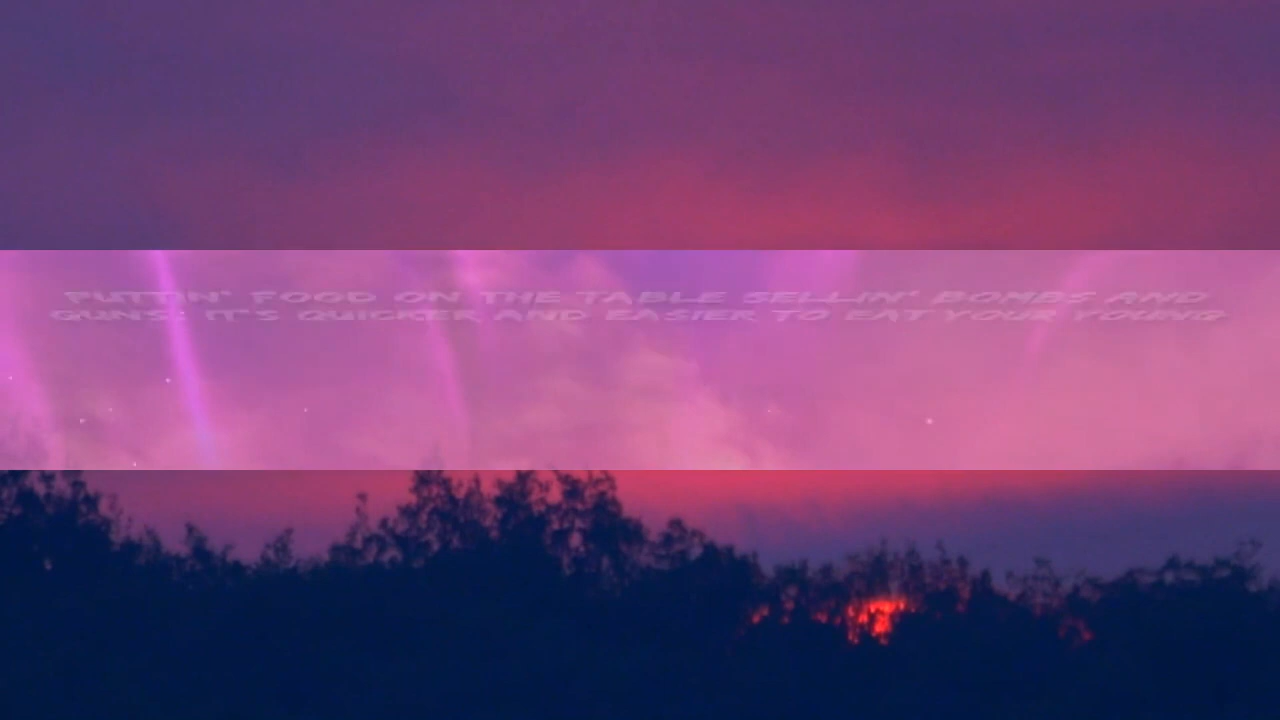 PUTTIN' FOOD ON THE TABLE SELLIN' BOMBS AND
GUNS, IT'S QUICKER AND EASIER TO EAT YOUR YOUNG